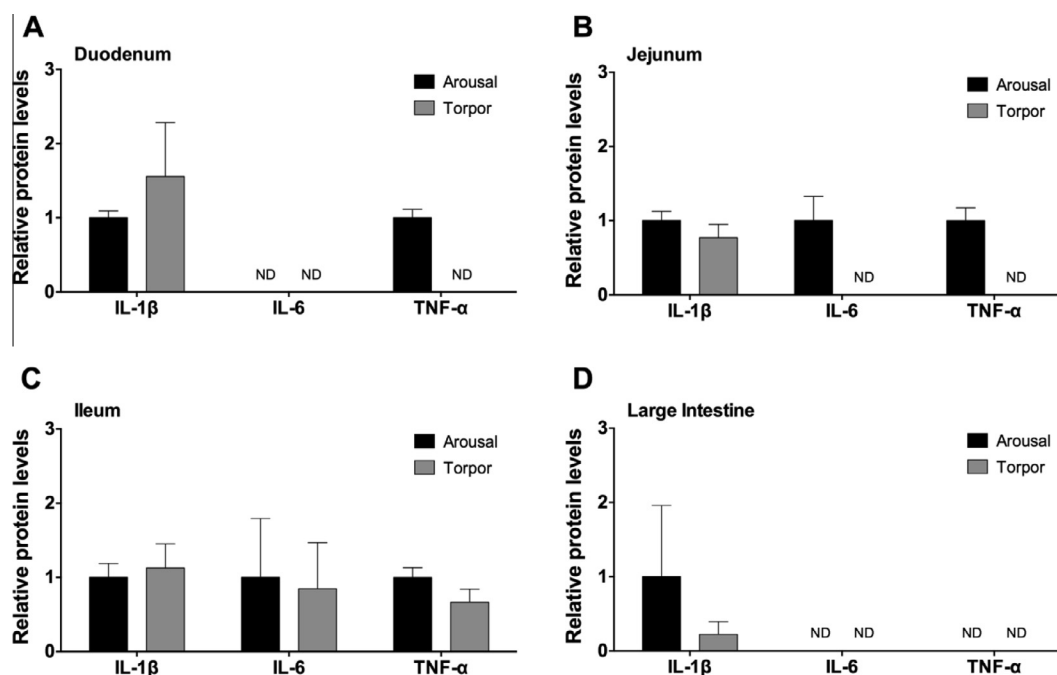 A
Duodenum
Relative protein levels
3
2
1
0
Arousal
Torpor
ND ND ND
IL-1β IL-6 TNF-α
B
Jejunum
Relative protein levels
3
2
1
0
Arousal
Torpor
ND ND
IL-1β IL-6 TNF-α
C
Ileum
Relative protein levels
3
2
1
0
Arousal
Torpor
IL-1β IL-6 TNF-α
D
Large Intestine
Relative protein levels
3
2
1
0
Arousal
Torpor
ND ND ND ND
IL-1β IL-6 TNF-α